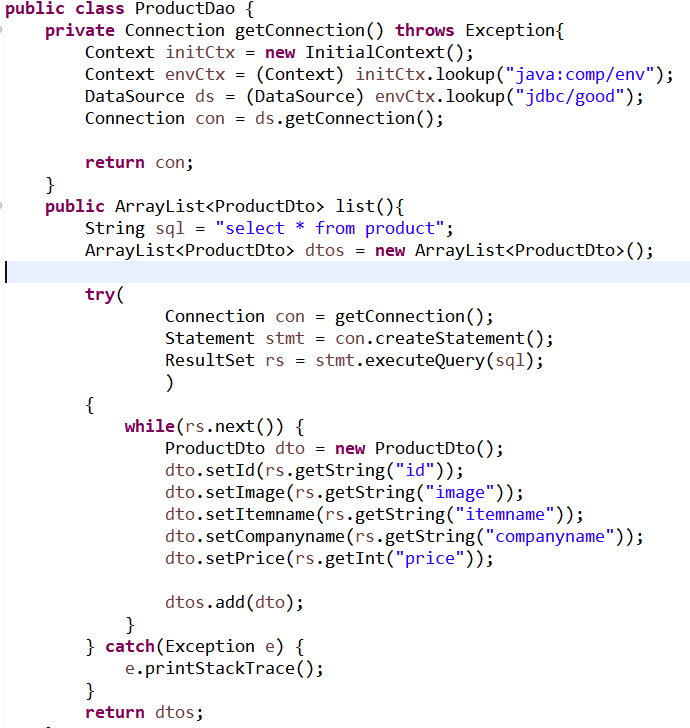 public class ProductDao {
    private Connection getConnection() throws Exception{
        Context initCtx = new InitialContext();
        Context envCtx = (Context) initCtx.lookup("java:comp/env");
        DataSource ds = (DataSource) envCtx.lookup("jdbc/good");
        Connection con = ds.getConnection();

        return con;
    }
    public ArrayList<ProductDto> list(){
        String sql = "select * from product";
        ArrayList<ProductDto> dtos = new ArrayList<ProductDto>();

        try(
                Connection con = getConnection();
                Statement stmt = con.createStatement();
                ResultSet rs = stmt.executeQuery(sql);
                )
        {
            while(rs.next()) {
                ProductDto dto = new ProductDto();
                dto.setId(rs.getString("id"));
                dto.setImage(rs.getString("image"));
                dto.setItemname(rs.getString("itemname"));
                dto.setCompanyname(rs.getString("companyname"));
                dto.setPrice(rs.getInt("price"));

                dtos.add(dto);
            }
        } catch(Exception e) {
            e.printStackTrace();
        }
        return dtos;